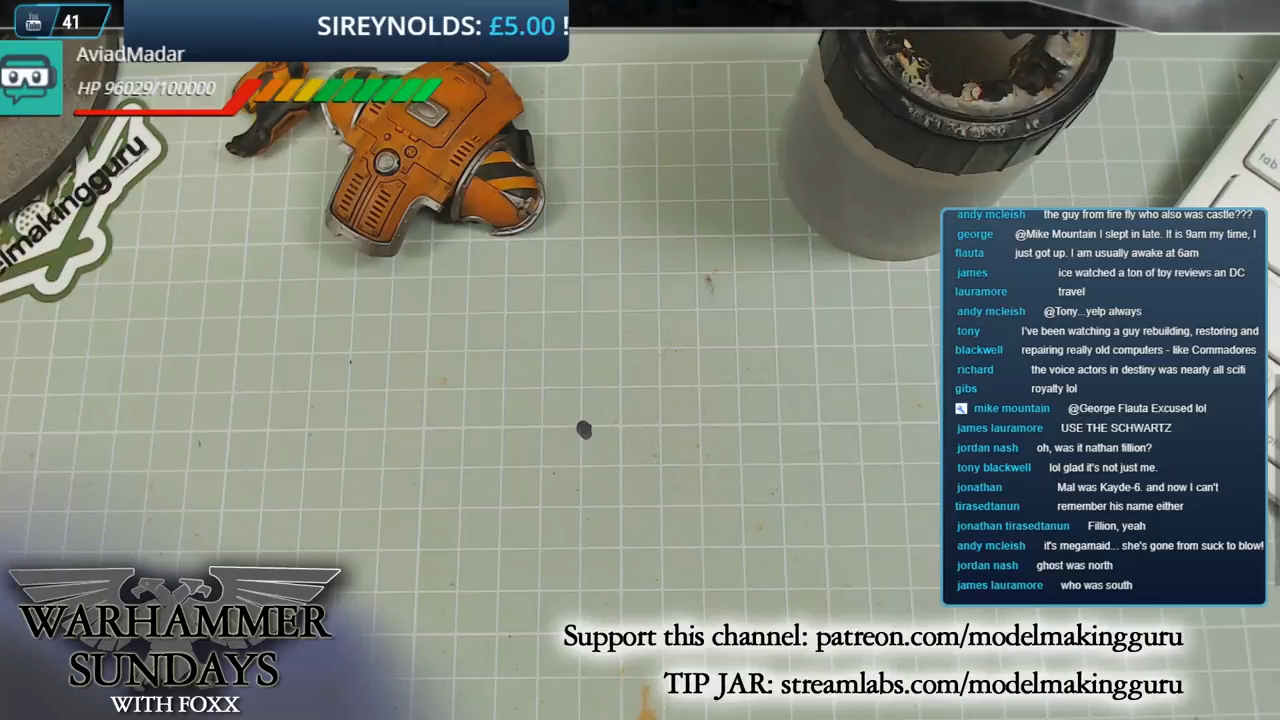 You
Tube
41
SIREYNOLDS: £5.00 !
AviadMadar
HP 96029/100000
elmakingguru
tab
andy mcleish the guy from fire fly who also was castle???
george @Mike Mountain I slept in late. It is 9am my time, I
flauta just got up. I am usually awake at 6am
james ice watched a ton of toy reviews an DC
lauramore travel
andy mcleish @Tony...yelp always
tony I've been watching a guy rebuilding, restoring and
blackwell repairing really old computers - like Commadores
richard the voice actors in destiny was nearly all scifi
gibs royalty lol
mike mountain @George Flauta Excused lol
james lauramore USE THE SCHWARTZ
jordan nash oh, was it nathan fillion?
tony blackwell lol glad it's not just me.
jonathan Mal was Kayde-6. and now I can't
tirasedtanun remember his name either
jonathan tirasedtanun Fillion, yeah
andy mcleish it's megamaid... she's gone from suck to blow!
jordan nash ghost was north
james lauramore who was south
WARHAMMER
SUNDAYS
WITH FOXX
Support this channel: patreon.com/modelmakingguru
TIP JAR: streamlabs.com/modelmakingguru